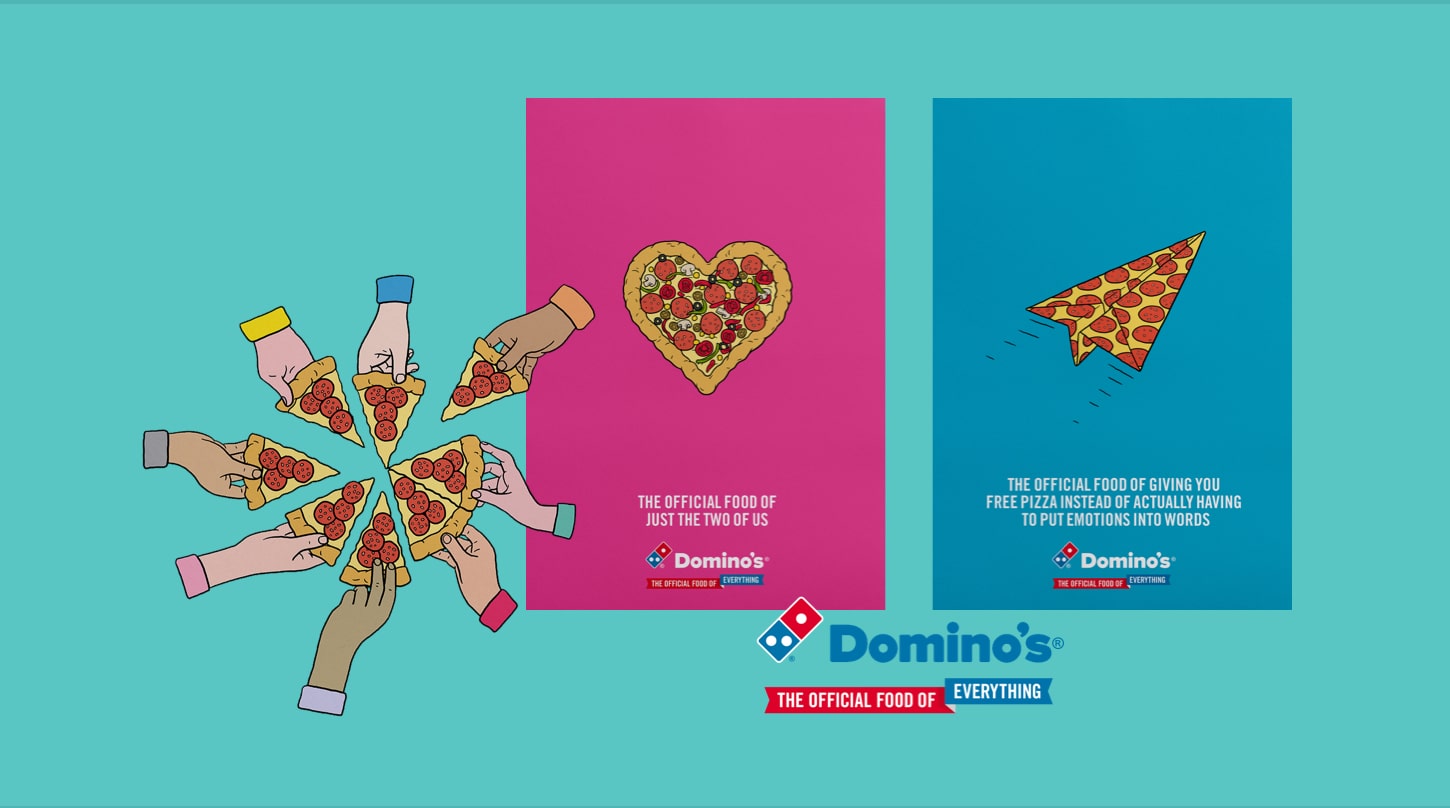 THE OFFICIAL FOOD OF
JUST THE TWO OF US
Domino's®
THE OFFICIAL FOOD OF EVERYTHING
THE OFFICIAL FOOD OF GIVING YOU
FREE PIZZA INSTEAD OF ACTUALLY HAVING
TO PUT EMOTIONS INTO WORDS
Domino's®
THE OFFICIAL FOOD OF EVERYTHING
Domino's®
THE OFFICIAL FOOD OF EVERYTHING